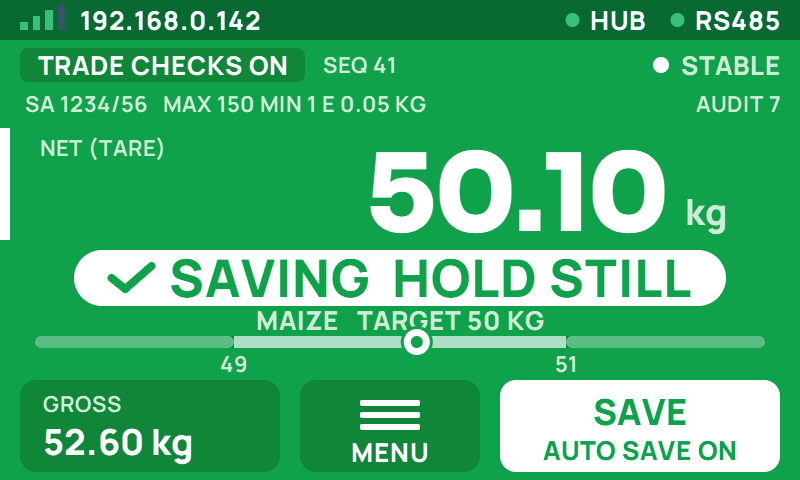 192.168.0.142 HUB RS485
TRADE CHECKS ON SEQ 41 STABLE
SA 1234/56 MAX 150 MIN 1 E 0.05 KG AUDIT 7
NET (TARE)
50.10 kg
SAVING HOLD STILL
MAIZE TARGET 50 KG
49 51
GROSS
52.60 kg
MENU
SAVE
AUTO SAVE ON